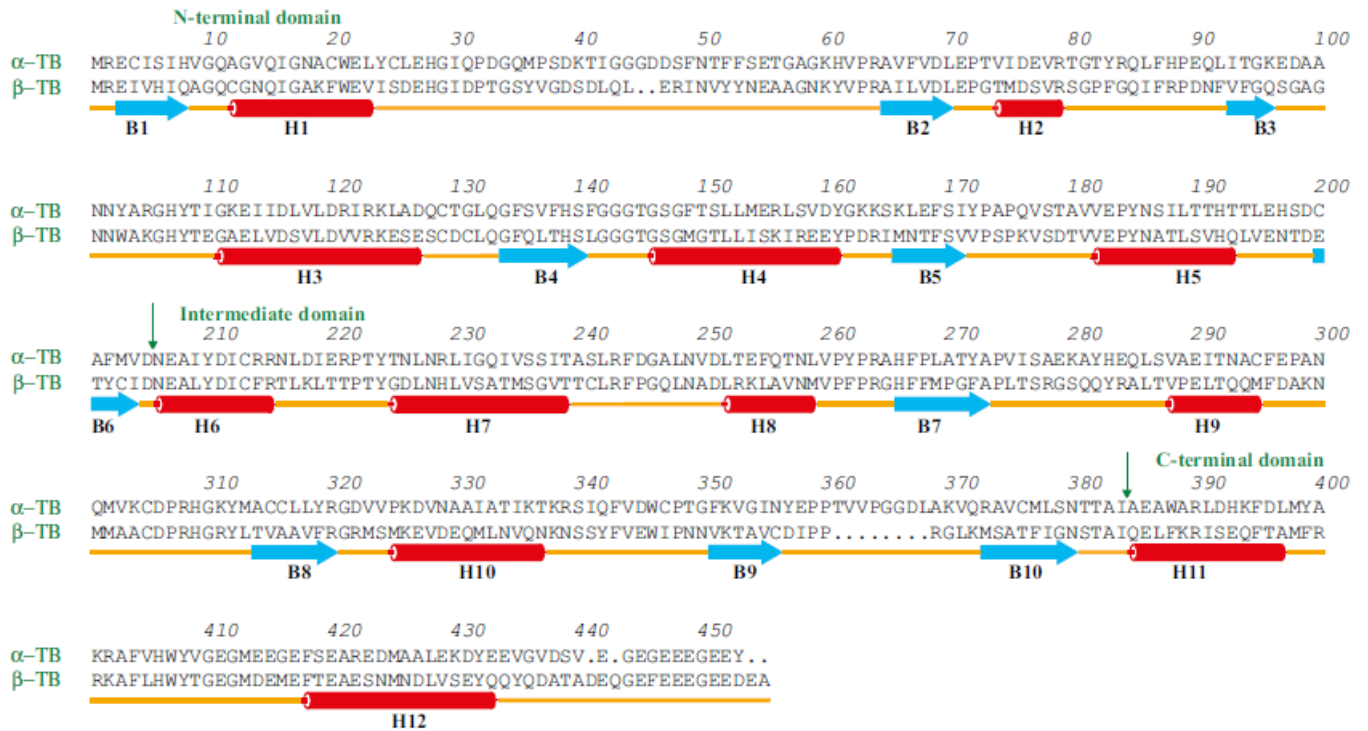 N-terminal domain
10 20 30 40 50 60 70 80 90 100
α–TB MRECISIHVGQAGVQIGNACWELYCLEHGIQPDGQMPSDKTIGGGDDSFNTFFSETGAGKHVPRAVFVDLEPTVIDEVRTGTYRQLFHPEQLITGKEDAA
β–TB MREIVHIQAGQCGNQIGAKFWEVISDEHGIDPTGSYVGDSDLQL..ERINVYYNEAAGNKYVPRAILVDLEPGTMDSVRSGPFGQIFRPDNFVFGQSGAG
B1 H1 B2 H2 B3
110 120 130 140 150 160 170 180 190 200
α–TB NNYARGHYTIGKEIIDLVLDRIRKLADQCTGLQGFSVFHSFGGGTGSGFTSLLMERLSVDYGKKSKLEFSIYPAPQVSTAVVEPYNSILTTHTTLEHSDC
β–TB NNWAKGHYTEGAELVDSVLDVVRKESESCDCLQGFQLTHSLGGGTGSGMGTLLISKIREEYPDRIMNTFSVVPSPKVSDTVVEPYNATLSVHQLVENTDE
H3 B4 H4 B5 H5
Intermediate domain
210 220 230 240 250 260 270 280 290 300
α–TB AFMVDNEAIYDICRRNLDIERPTYTNLNRLIGQIVSSITASLRFDGALNVDLTEFQTNLVPYPRAHFPLATYAPVISAEKAYHEQLSVAEITNACFEPAN
β–TB TYCIDNEALYDICFRTLKLTTPTYGDLNHLVSATMSGVTTCLRFPGQLNADLRKLAVNMVPFPRGHFFMPGFAPLTSRGSQQYRALTVPELTQQMFDAKN
B6 H6 H7 H8 B7 H9
C-terminal domain
310 320 330 340 350 360 370 380 390 400
α–TB QMVKCDPRHGKYMACCLLYRGDVVPKDVNAAIATIKTKRSIQFVDWCPTGFKVGINYEPPTVVPGGDLAKVQRAVCMLSNTTAIAEAWARLDHKFDLMYA
β–TB MMAACDPRHGRYLTVAAVFRGRMSMKEVDEQMLNVQNKNSSYFVEWIPNNVKTAVCDIPP........RGLKMSATFIGNSTAIQELFKRISEQFTAMFR
B8 H10 B9 B10 H11
410 420 430 440 450
α–TB KRAFVHWYVGEGMEEGEFSEAREDMAALEKDYEEVGVDSV.E.GEGEEEGEEY..
β–TB RKAFLHWYTGEGMDEMEFTEAESNMNDLVSEYQQYQDATADEQGEFEEEGEEDEA
H12